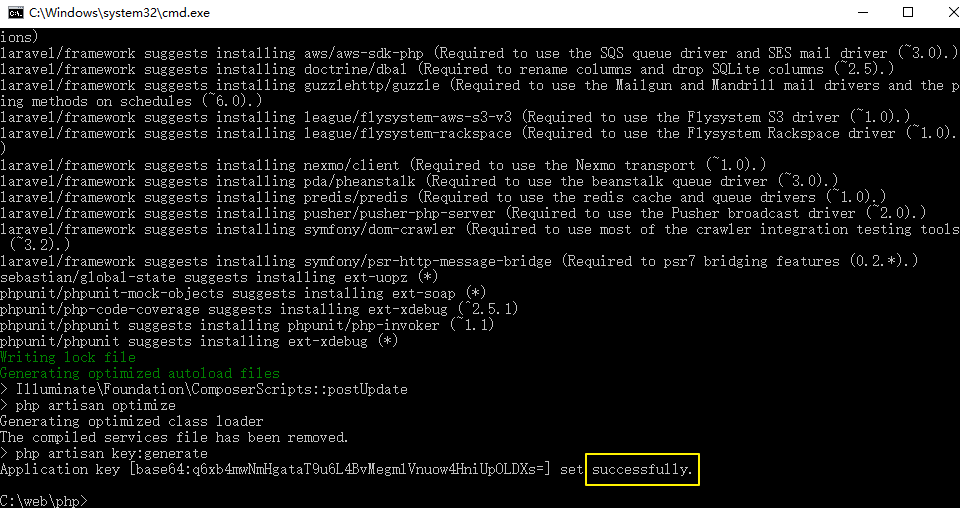 C:\Windows\system32\cmd.exe
ions)
laravel/framework suggests installing aws/aws-sdk-php (Required to use the SQS queue driver and SES mail driver (~3.0).)
laravel/framework suggests installing doctrine/dbal (Required to rename columns and drop SQLite columns (~2.5).)
laravel/framework suggests installing guzzlehttp/guzzle (Required to use the Mailgun and Mandrill mail drivers and the p
ing methods on schedules (~6.0).)
laravel/framework suggests installing league/flysystem-aws-s3-v3 (Required to use the Flysystem S3 driver (~1.0).)
laravel/framework suggests installing league/flysystem-rackspace (Required to use the Flysystem Rackspace driver (~1.0).
)
laravel/framework suggests installing nexmo/client (Required to use the Nexmo transport (~1.0).)
laravel/framework suggests installing pda/pheanstalk (Required to use the beanstalk queue driver (~3.0).)
laravel/framework suggests installing predis/predis (Required to use the redis cache and queue drivers (~1.0).)
laravel/framework suggests installing pusher/pusher-php-server (Required to use the Pusher broadcast driver (~2.0).)
laravel/framework suggests installing symfony/dom-crawler (Required to use most of the crawler integration testing tools
(~3.2).)
laravel/framework suggests installing symfony/psr-http-message-bridge (Required to psr7 bridging features (0.2.*).)
sebastian/global-state suggests installing ext-uopz (*)
phpunit/phpunit-mock-objects suggests installing ext-soap (*)
phpunit/php-code-coverage suggests installing ext-xdebug (^2.5.1)
phpunit/phpunit suggests installing phpunit/php-invoker (~1.1)
phpunit/phpunit suggests installing ext-xdebug (*)
Writing lock file
Generating optimized autoload files
> Illuminate\Foundation\ComposerScripts::postUpdate
> php artisan optimize
Generating optimized class loader
The compiled services file has been removed.
> php artisan key:generate
Application key [base64:q6xb4mwNmHgataT9u6L4BvMegm1Vnuow4HniUpOLDXs=] set successfully.
C:\web\php>